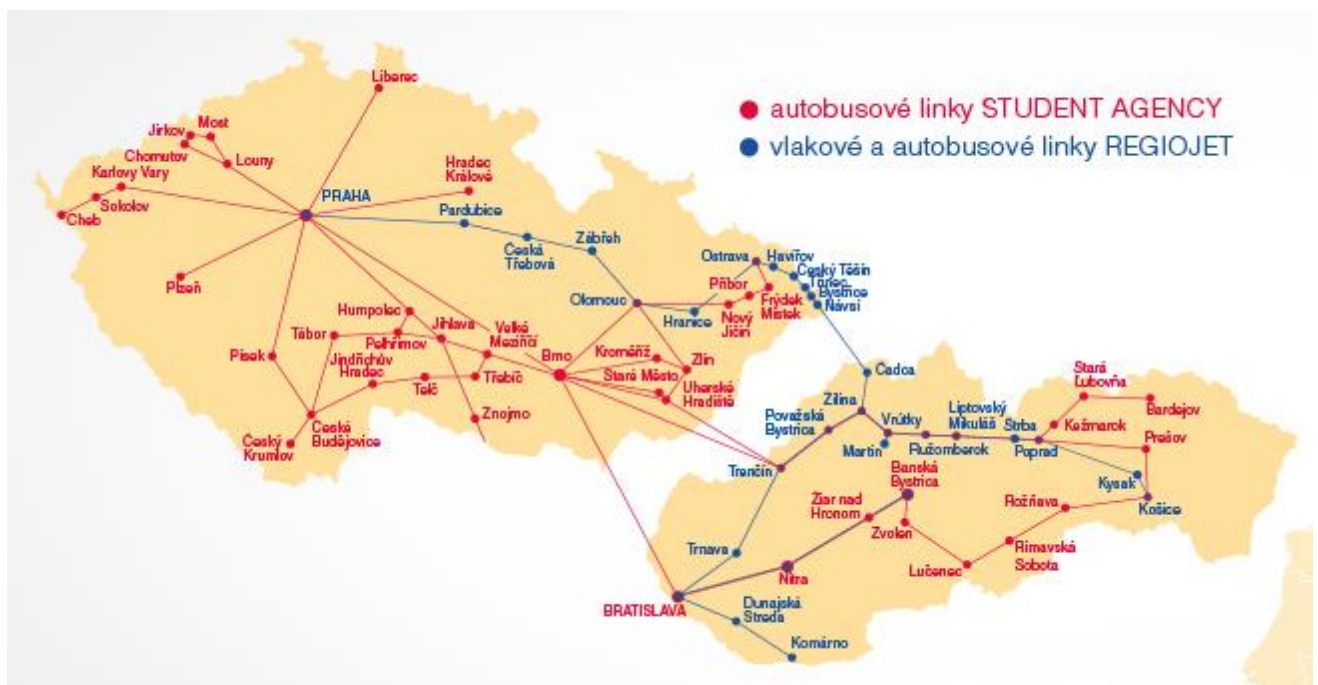 autobusové linky STUDENT AGENCY
vlakové a autobusové linky REGIOJET
Liberec
Jirkov
Most
Chomutov
Louny
Karlovy Vary
Sokolov
Cheb
PRAHA
Hradec
Králové
Pardubice
Česká
Třebová
Zábřeh
Plzeň
Olomouc
Hranice
Ostrava
Havířov
Český Těšín
Třinec
Bystřice
Návsí
Příbor
Frýdek
Místek
Nový
Jičín
Humpolec
Tábor
Pelhřimov
Jihlava
Velké
Meziříčí
Písek
Jindřichův
Hradec
Telč
Třebíč
Znojmo
České
Budějovice
Český
Krumlov
Brno
Kroměříž
Zlín
Staré Město
Uherské
Hradiště
Čadca
Žilina
Považská
Bystrica
Vrútky
Martin
Ružomberok
Liptovský
Mikuláš
Štrba
Poprad
Stará
Ľubovňa
Bardejov
Kežmarok
Prešov
Kysak
Košice
Trenčín
Banská
Bystrica
Žiar nad
Hronom
Zvolen
Rožňava
Rimavská
Sobota
Lučenec
Trnava
Nitra
BRATISLAVA
Dunajská
Streda
Komárno